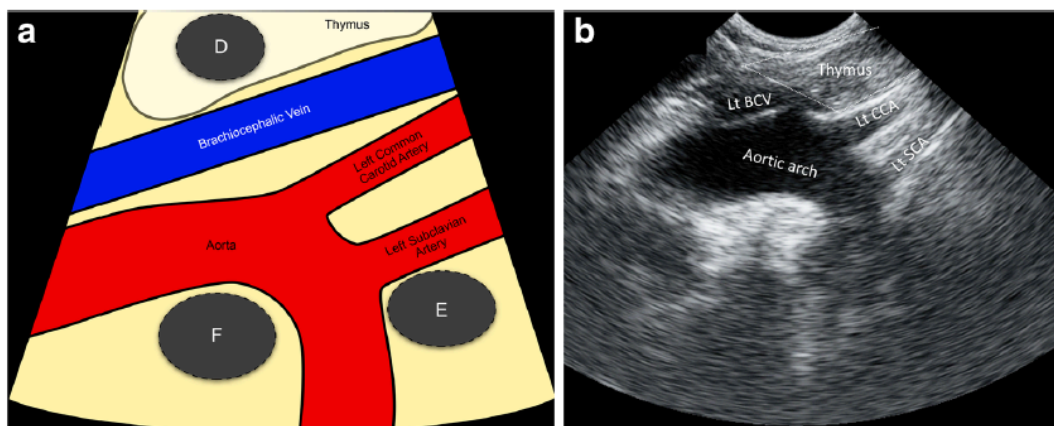 a
Thymus
D
Brachiocephalic Vein
Left Common
Carotid Artery
Aorta
Left Subclavian
Artery
F
E
b
Thymus
Lt BCV
Lt CCA
Aortic arch
Lt SCA